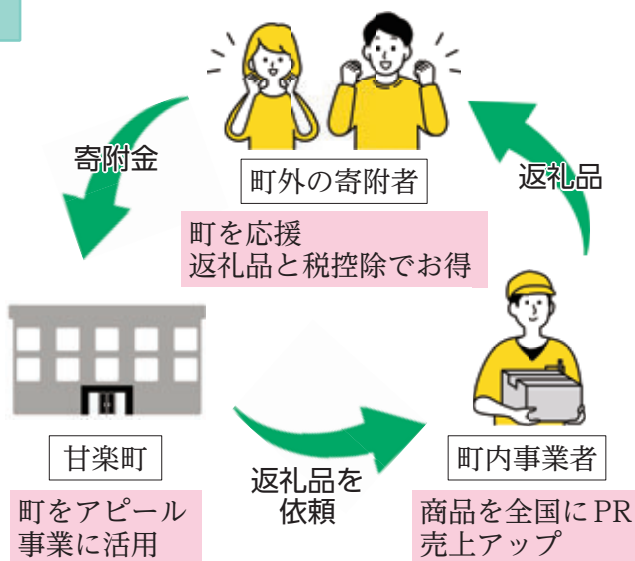 寄附金
町外の寄附者
返礼品
町を応援
返礼品と税控除でお得
甘楽町
町をアピール
事業に活用
返礼品を
依頼
町内事業者
商品を全国にPR
売上アップ